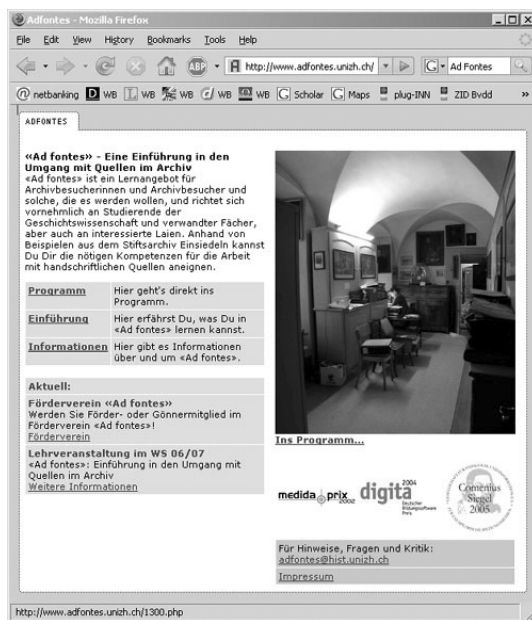 Adfontes - Mozilla Firefox
File Edit View History Bookmarks Tools Help
http://www.adfontes.unizh.ch/
G Ad Fontes
netbanking D WB WB WB WB WB G Scholar G Maps plug-INN ZID Bvdd »
ADFONTES
«Ad fontes» - Eine Einführung in den
Umgang mit Quellen im Archiv
«Ad fontes» ist ein Lernangebot für
Archivbesucherinnen und Archivbesucher und
solche, die es werden wollen, und richtet sich
vornehmlich an Studierende der
Geschichtswissenschaft und verwandter Fächer,
aber auch an interessierte Laien. Anhand von
Beispielen aus dem Stiftsarchiv Einsiedeln kannst
Du Dir die nötigen Kompetenzen für die Arbeit
mit handschriftlichen Quellen aneignen.
Programm Hier geht's direkt ins
Programm.
Einführung Hier erfährst Du, was Du in
«Ad fontes» lernen kannst.
Informationen Hier gibt es Informationen
über und um «Ad fontes».
Aktuell:
Förderverein «Ad fontes»
Werden Sie Förder- oder Gönnermitglied im
Förderverein «Ad fontes»!
Förderverein
Lehrveranstaltung im WS 06/07
«Ad fontes»: Einführung in den Umgang mit
Quellen im Archiv
Weitere Informationen
Ins Programm...
medida prix
2002
digita
2004
Deutscher
Bildungssoftware
Preis
Comenius
Siegel
2005
Für Hinweise, Fragen und Kritik:
adfontes@hist.unizh.ch
Impressum
http://www.adfontes.unizh.ch/1300.php